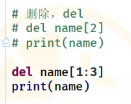 # 删除，del
# del name[2]
# print(name)
del name[1:3]
print(name)